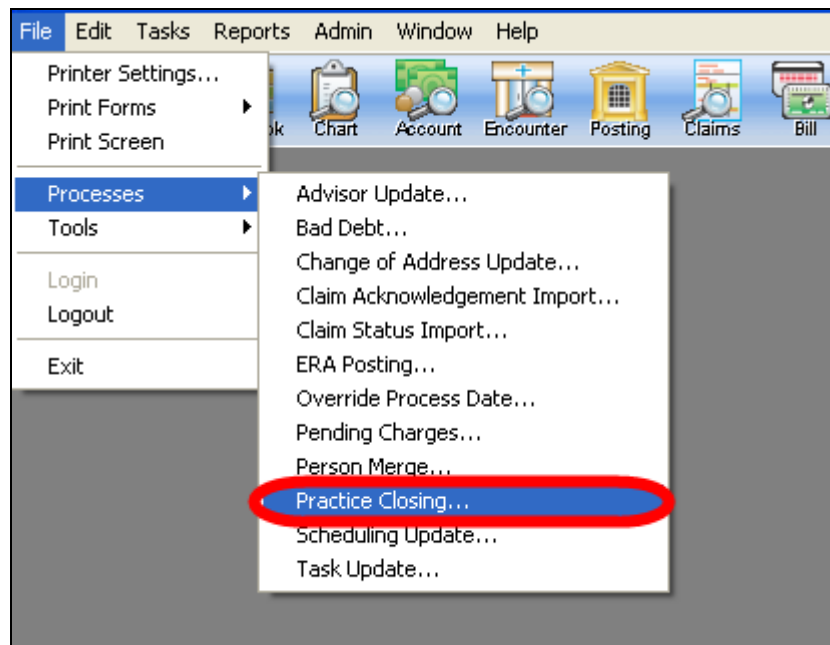 File Edit Tasks Reports Admin Window Help
Chart Account Encounter Posting Claims Bill
Printer Settings...
Print Forms
Print Screen
Processes
Tools
Login
Logout
Exit
Advisor Update...
Bad Debt...
Change of Address Update...
Claim Acknowledgement Import...
Claim Status Import...
ERA Posting...
Override Process Date...
Pending Charges...
Person Merge...
Practice Closing...
Scheduling Update...
Task Update...